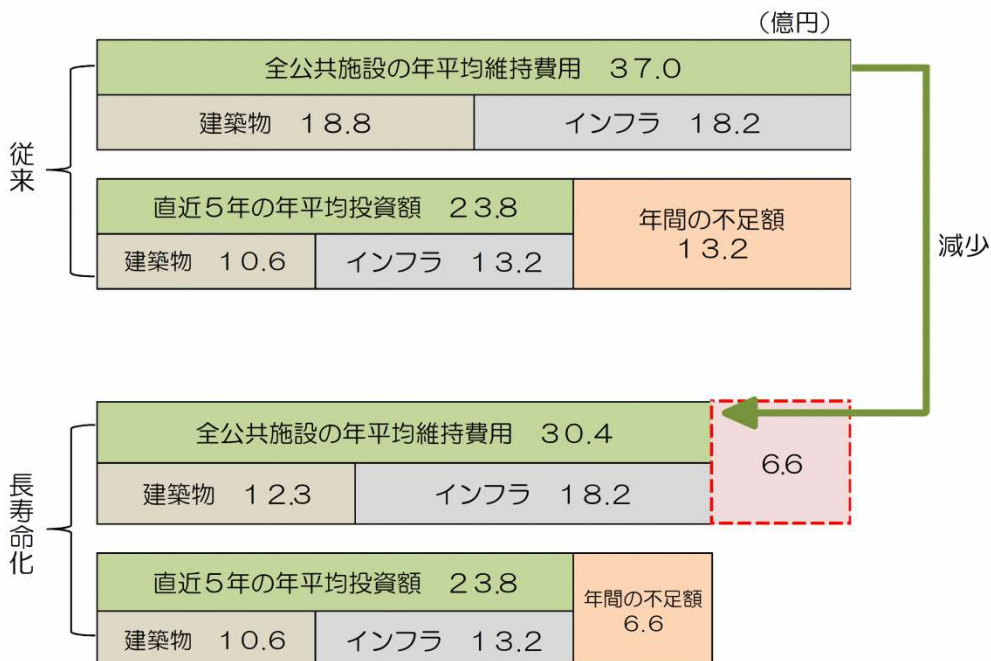 （億円）
全公共施設の年平均維持費用　３７.０
建築物　１８.８
インフラ　１８.２
従来
直近５年の年平均投資額　２３.８
年間の不足額
１３.２
建築物　１０.６
インフラ　１３.２
減少
全公共施設の年平均維持費用　３０.４
６.６
建築物　１２.３
インフラ　１８.２
長寿命化
直近５年の年平均投資額　２３.８
年間の不足額
６.６
建築物　１０.６
インフラ　１３.２